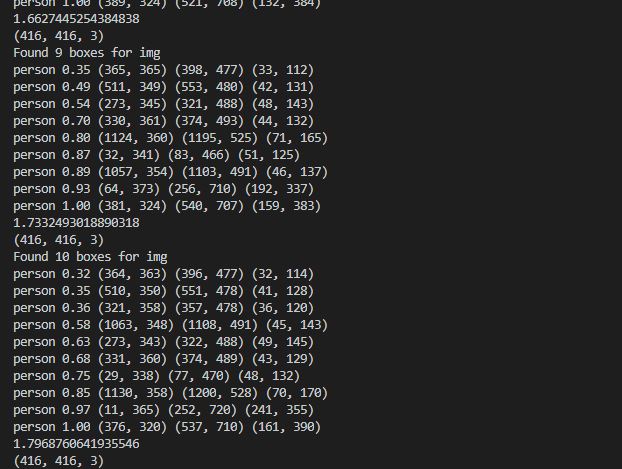 person 1.00 (389, 324) (521, 708) (132, 384)
1.6627445254384838
(416, 416, 3)
Found 9 boxes for img
person 0.35 (365, 365) (398, 477) (33, 112)
person 0.49 (511, 349) (553, 480) (42, 131)
person 0.54 (273, 345) (321, 488) (48, 143)
person 0.70 (330, 361) (374, 493) (44, 132)
person 0.80 (1124, 360) (1195, 525) (71, 165)
person 0.87 (32, 341) (83, 466) (51, 125)
person 0.89 (1057, 354) (1103, 491) (46, 137)
person 0.93 (64, 373) (256, 710) (192, 337)
person 1.00 (381, 324) (540, 707) (159, 383)
1.7332493018890318
(416, 416, 3)
Found 10 boxes for img
person 0.32 (364, 363) (396, 477) (32, 114)
person 0.35 (510, 350) (551, 478) (41, 128)
person 0.36 (321, 358) (357, 478) (36, 120)
person 0.58 (1063, 348) (1108, 491) (45, 143)
person 0.63 (273, 343) (322, 488) (49, 145)
person 0.68 (331, 360) (374, 489) (43, 129)
person 0.75 (29, 338) (77, 470) (48, 132)
person 0.85 (1130, 358) (1200, 528) (70, 170)
person 0.97 (11, 365) (252, 720) (241, 355)
person 1.00 (376, 320) (537, 710) (161, 390)
1.7968760641935546
(416, 416, 3)